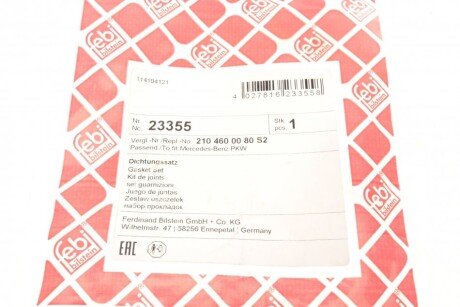 febi
bilstein
114194121
4 027816 233558
Nr. 23355
No.
Stk. 1
pcs.
Vergl.-Nr./Repl.-No. 210 460 00 80 S2
Passend /To fit Mercedes-Benz PKW
Dichtungssatz
Gasket Set
Kit de joints
set guarnizioni
Juego de juntas
Zestaw uszczelek
набор прокладок
Ferdinand Bilstein GmbH + Co. KG
Wilhelmstr. 47 | 58256 Ennepetal | Germany
EAC